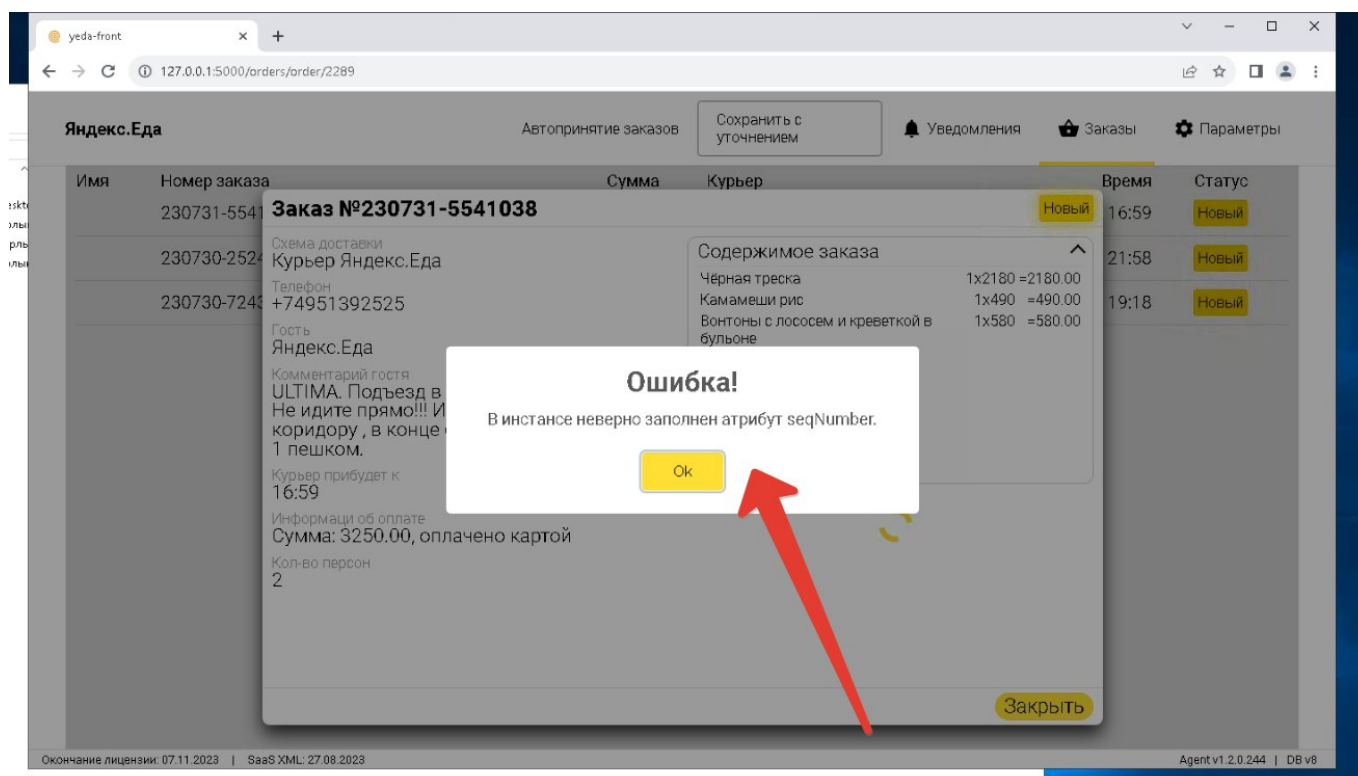 yeda-front
127.0.0.1:5000/orders/order/2289
Яндекс.Еда
Автопринятие заказов
Сохранить с
уточнением
Уведомления
Заказы
Параметры
Имя Номер заказа Сумма Курьер Время Статус
230731-5541 16:59 Новый
230730-2524 21:58 Новый
230730-7243 19:18 Новый
Заказ №230731-5541038 Новый
Схема доставки
Курьер Яндекс.Еда
Телефон
+74951392525
Гость
Яндекс.Еда
Комментарий гостя
ULTIMA. Подъезд в
Не идите прямо!!! И
коридору , в конце
1 пешком.
Курьер прибудет к
16:59
Информаци об оплате
Сумма: 3250.00, оплачено картой
Кол-во персон
2
Содержимое заказа
Чёрная треска 1x2180 =2180.00
Камамеши рис 1x490 =490.00
Вонтоны с лососем и креветкой в 1x580 =580.00
бульоне
Ошибка!
В инстансе неверно заполнен атрибут seqNumber.
Ok
Закрыть
Окончание лицензии: 07.11.2023 | SaaS XML: 27.08.2023
Agent v1.2.0.244 | DB v8